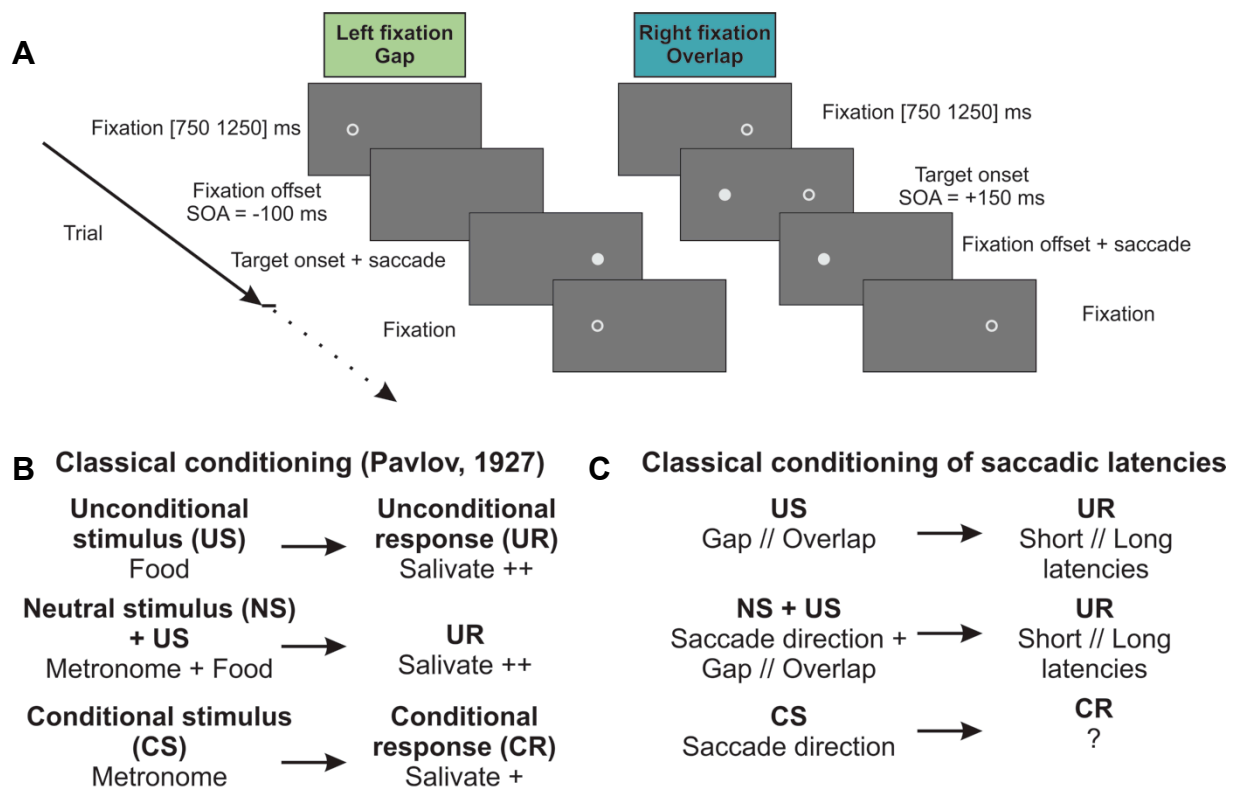 A
Left fixation
Gap
Right fixation
Overlap
Fixation [750 1250] ms
Fixation [750 1250] ms
Fixation offset
SOA = -100 ms
Target onset
SOA = +150 ms
Trial
Target onset + saccade
Fixation offset + saccade
Fixation
Fixation
B
Classical conditioning (Pavlov, 1927)
Unconditional
stimulus (US)
Food
Unconditional
response (UR)
Salivate ++
Neutral stimulus (NS)
+ US
Metronome + Food
UR
Salivate ++
Conditional stimulus
(CS)
Metronome
Conditional
response (CR)
Salivate +
C
Classical conditioning of saccadic latencies
US
Gap // Overlap
UR
Short // Long
latencies
NS + US
Saccade direction +
Gap // Overlap
UR
Short // Long
latencies
CS
Saccade direction
CR
?